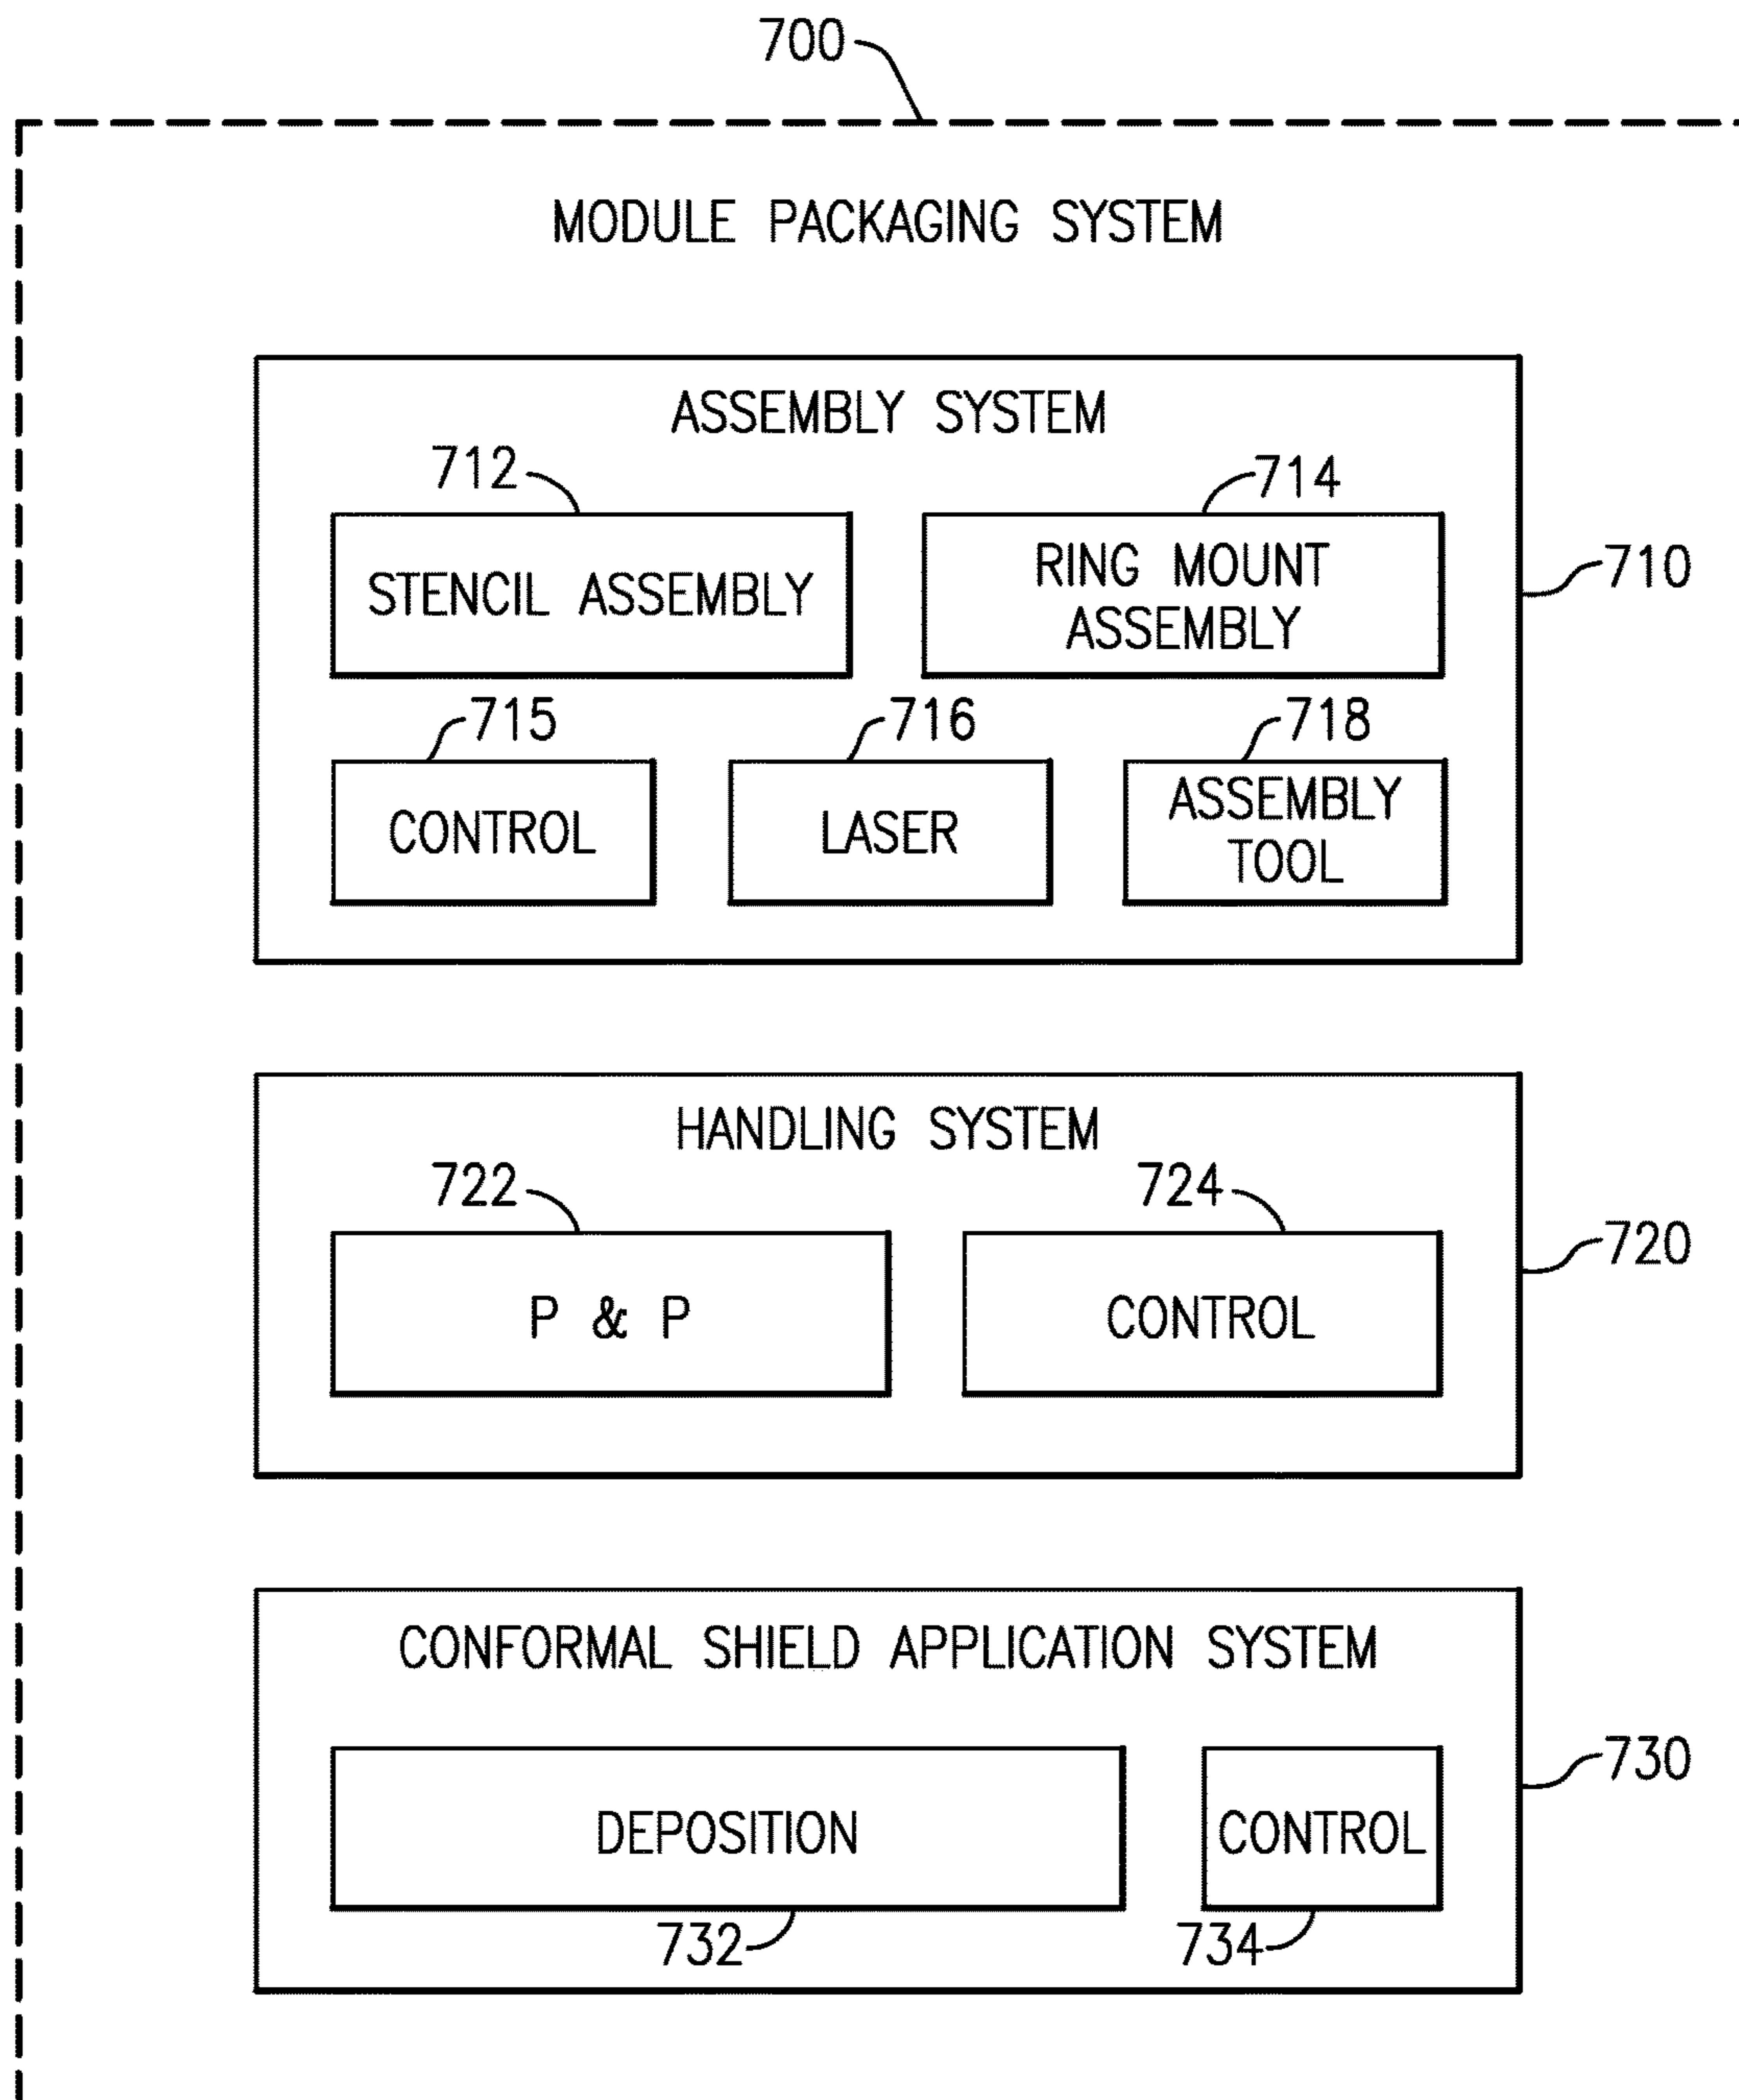 700
MODULE PACKAGING SYSTEM
ASSEMBLY SYSTEM
712
714
STENCIL ASSEMBLY
RING MOUNT
ASSEMBLY
710
715
716
718
CONTROL
LASER
ASSEMBLY
TOOL
HANDLING SYSTEM
722
724
P & P
CONTROL
720
CONFORMAL SHIELD APPLICATION SYSTEM
DEPOSITION
CONTROL
730
732
734